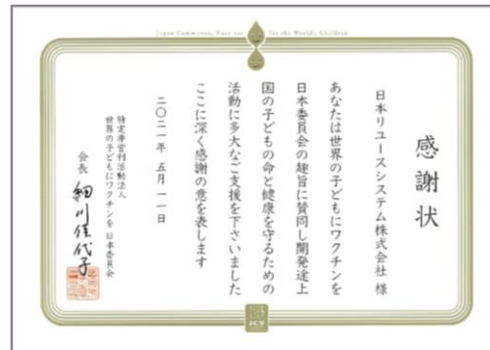 Japan Committee, Vaccines for the World's Children
感謝状
日本リユースシステム株式会社 様
あなたは世界の子どもにワクチンを
日本委員会の趣旨に賛同し開発途上
国の子どもの命と健康を守るための
活動に多大なご支援を下さいました
ここに深く感謝の意を表します
二〇二一年 五月 一一日
特定非営利活動法人
世界の子どもにワクチンを 日本委員会
会長 細川佳代子
JCV